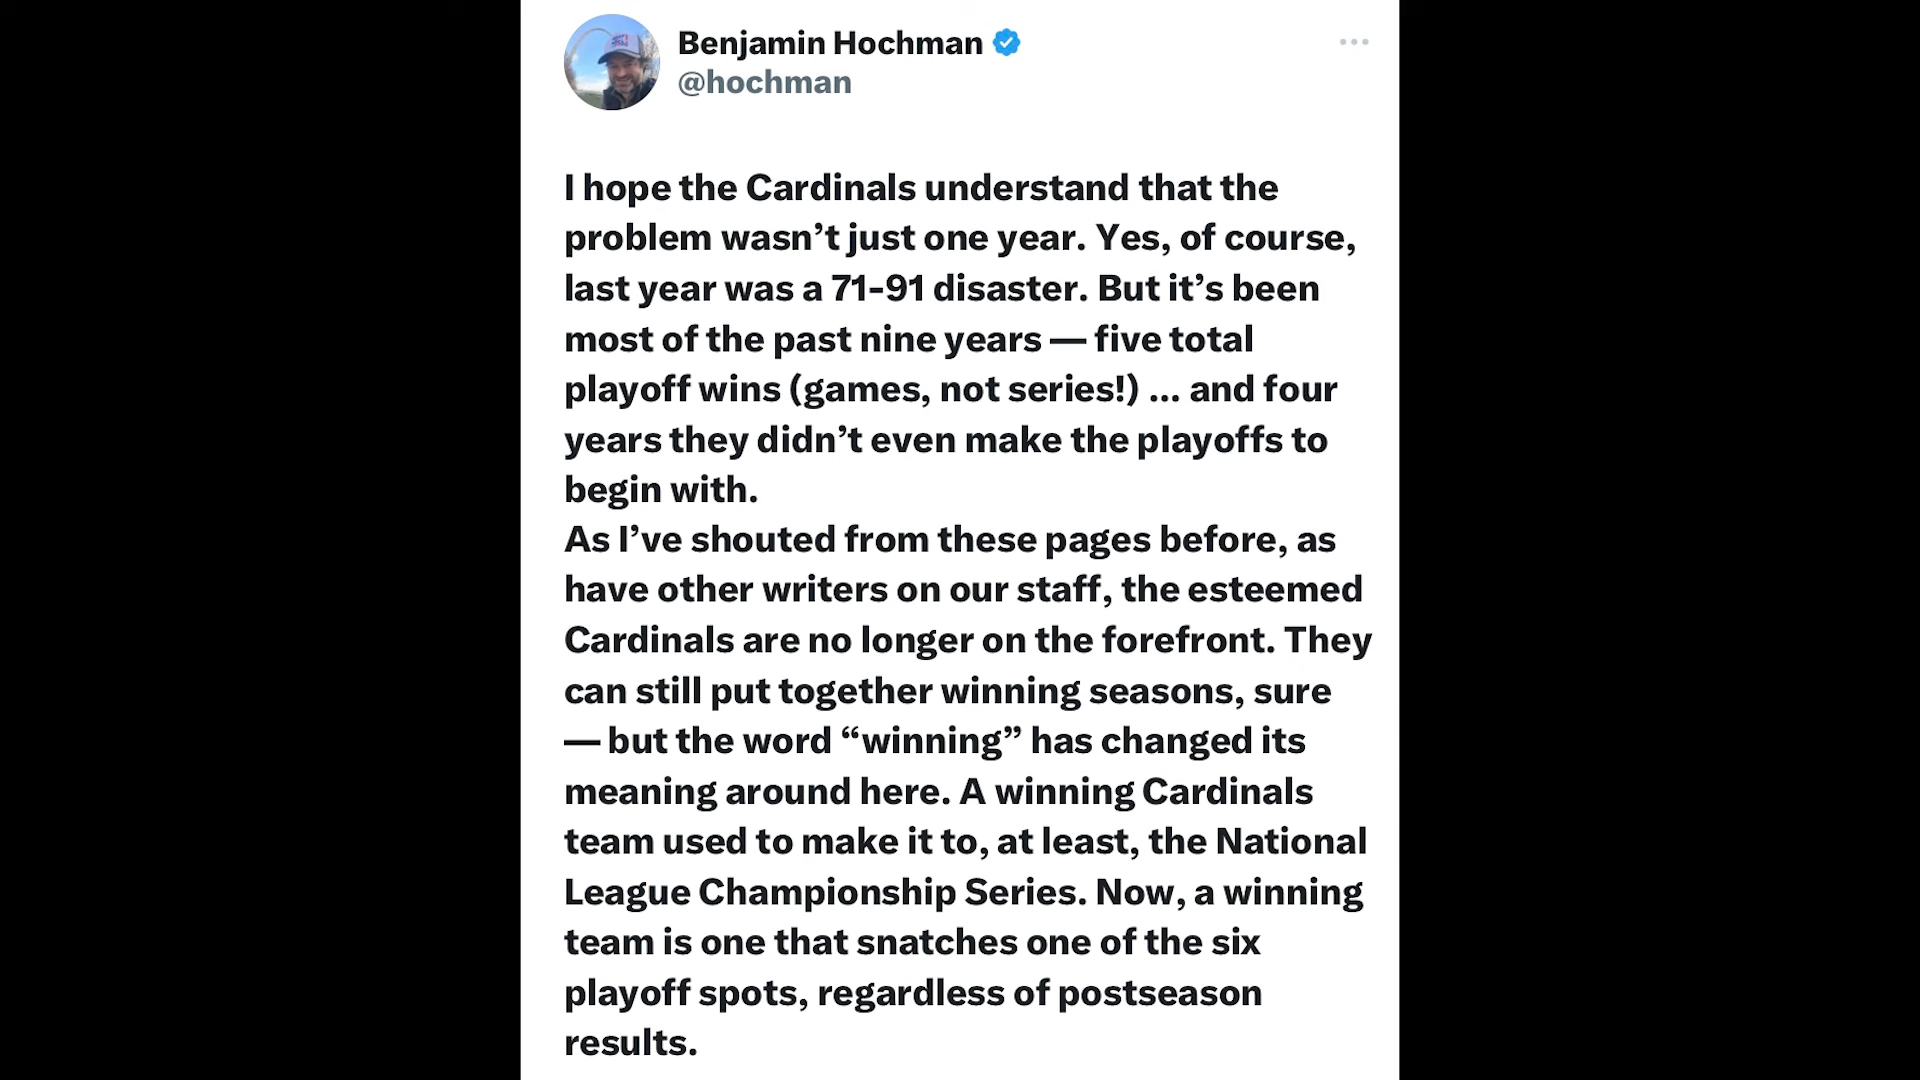 Benjamin Hochman
@hochman
I hope the Cardinals understand that the
problem wasn’t just one year. Yes, of course,
last year was a 71-91 disaster. But it’s been
most of the past nine years — five total
playoff wins (games, not series!) ... and four
years they didn’t even make the playoffs to
begin with.
As I’ve shouted from these pages before, as
have other writers on our staff, the esteemed
Cardinals are no longer on the forefront. They
can still put together winning seasons, sure
— but the word “winning” has changed its
meaning around here. A winning Cardinals
team used to make it to, at least, the National
League Championship Series. Now, a winning
team is one that snatches one of the six
playoff spots, regardless of postseason
results.